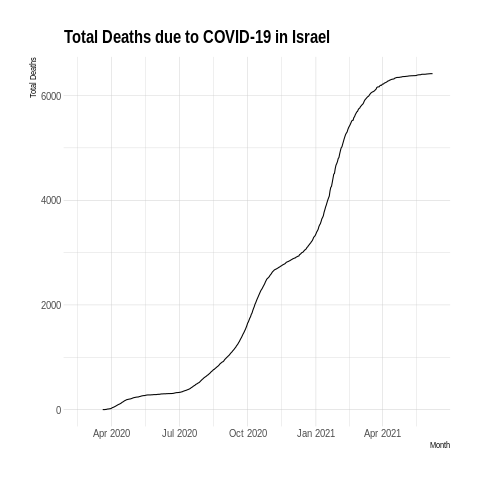 Total Deaths due to COVID-19 in Israel
Total Deaths
6000
4000
2000
0
Apr 2020 Jul 2020 Oct 2020 Jan 2021 Apr 2021
Month